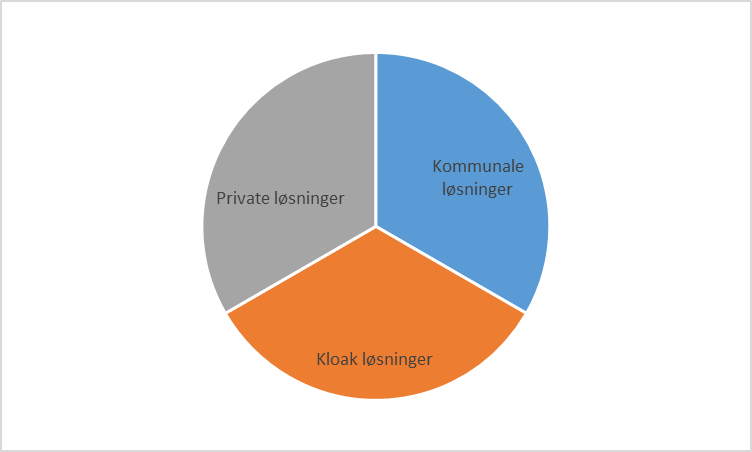 Kommunale
løsninger
Private løsninger
Kloak løsninger